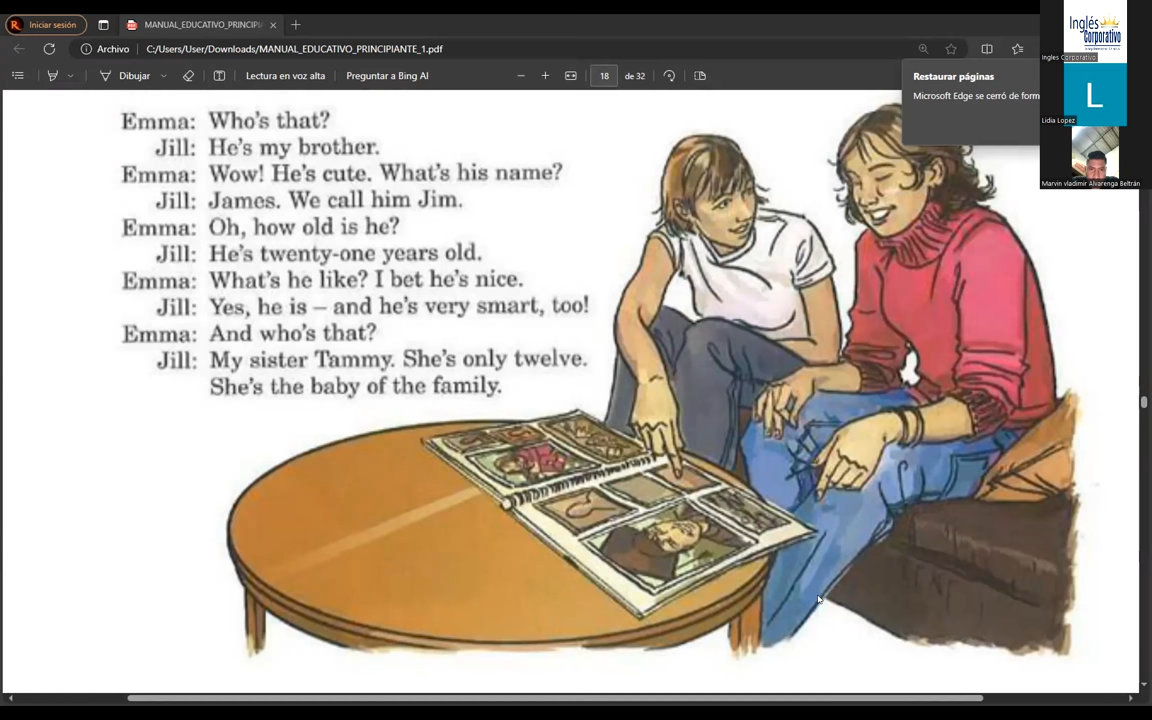 Iniciar sesión
MANUAL_EDUCATIVO_PRINCIPI
Archivo
C:/Users/User/Downloads/MANUAL_EDUCATIVO_PRINCIPIANTE_1.pdf
Dibujar
Lectura en voz alta
Preguntar a Bing AI
18 de 32
Restaurar páginas
Microsoft Edge se cerró de form
Inglés
Corporativo
Ingles Corporativo
L
Lidia Lopez
Marvin vladimir Alvarenga Beltrán
Emma: Who's that?
Jill: He's my brother.
Emma: Wow! He's cute. What's his name?
Jill: James. We call him Jim.
Emma: Oh, how old is he?
Jill: He's twenty-one years old.
Emma: What's he like? I bet he's nice.
Jill: Yes, he is – and he's very smart, too!
Emma: And who's that?
Jill: My sister Tammy. She's only twelve.
She's the baby of the family.